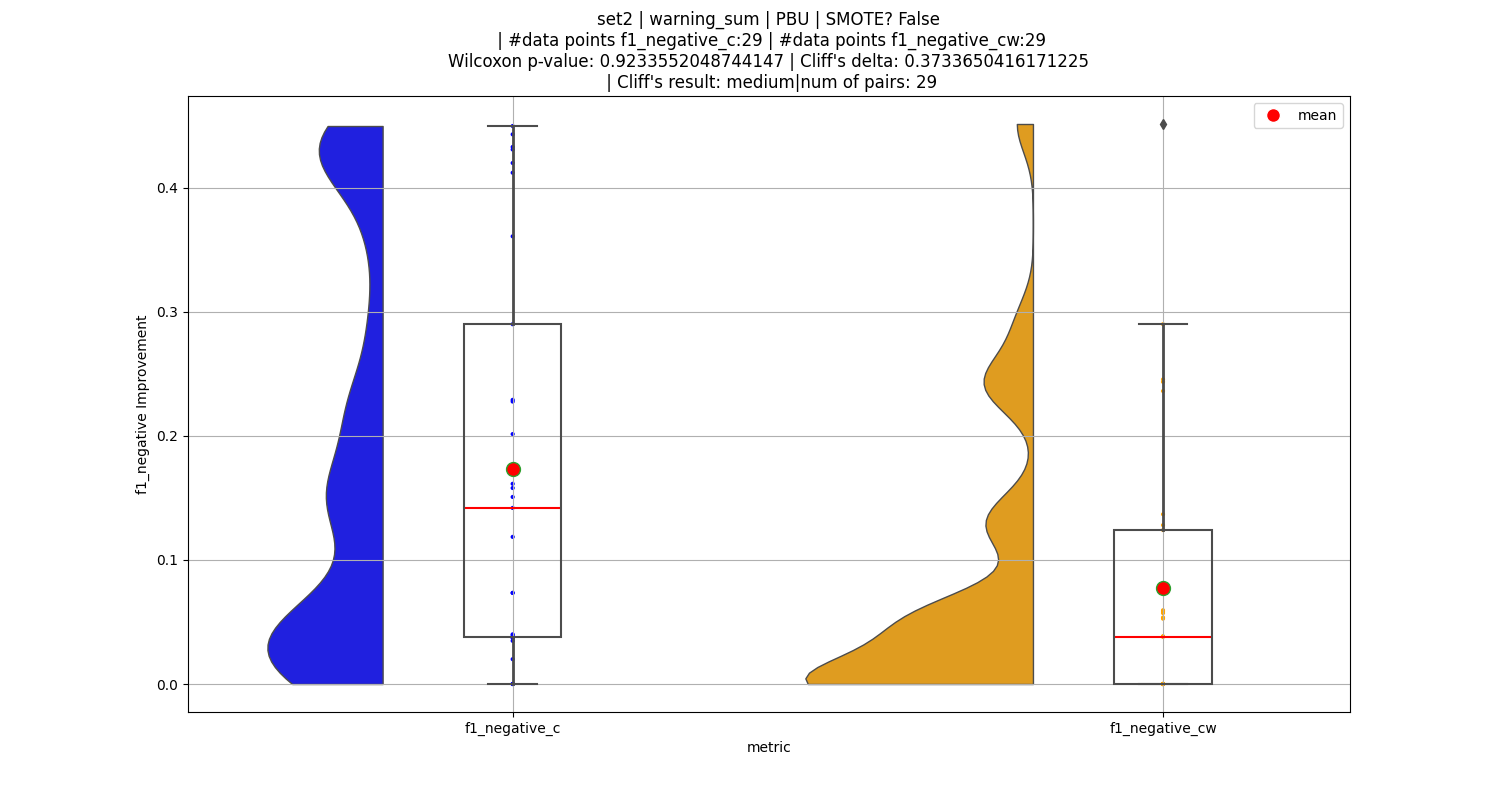 set2 | warning_sum | PBU | SMOTE? False
| #data points f1_negative_c:29 | #data points f1_negative_cw:29
Wilcoxon p-value: 0.9233552048744147 | Cliff's delta: 0.3733650416171225
| Cliff's result: medium|num of pairs: 29
mean
0.4
0.3
0.2
0.1
0.0
f1_negative Improvement
f1_negative_c
f1_negative_cw
metric